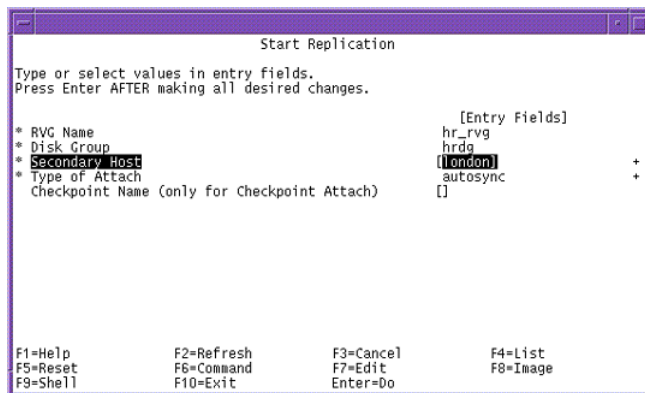 Start Replication
Type or select values in entry fields.
Press Enter AFTER making all desired changes.
[Entry Fields]
* RVG Name hr_rvg
* Disk Group hrdg
* Secondary Host [london] +
* Type of Attach autosync +
Checkpoint Name (only for Checkpoint Attach) []
F1=Help F2=Refresh F3=Cancel F4=List
F5=Reset F6=Command F7=Edit F8=Image
F9=Shell F10=Exit Enter=Do